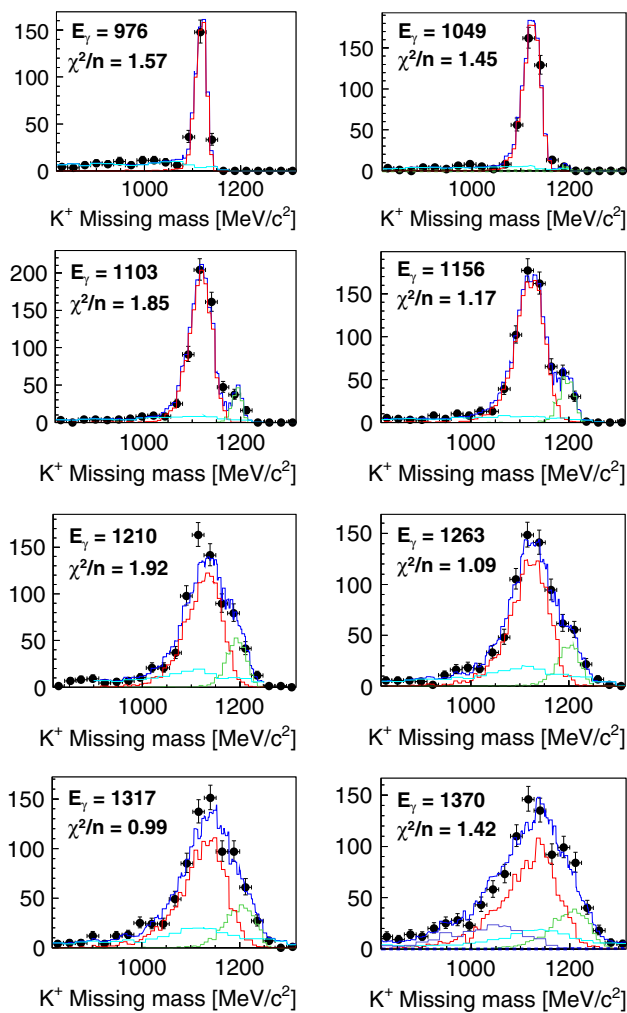 E_γ = 976
χ²/n = 1.57
150
100
50
0
1000
1200
K⁺ Missing mass [MeV/c²]
E_γ = 1049
χ²/n = 1.45
150
100
50
0
1000
1200
K⁺ Missing mass [MeV/c²]
E_γ = 1103
χ²/n = 1.85
200
150
100
50
0
1000
1200
K⁺ Missing mass [MeV/c²]
E_γ = 1156
χ²/n = 1.17
150
100
50
0
1000
1200
K⁺ Missing mass [MeV/c²]
E_γ = 1210
χ²/n = 1.92
150
100
50
0
1000
1200
K⁺ Missing mass [MeV/c²]
E_γ = 1263
χ²/n = 1.09
150
100
50
0
1000
1200
K⁺ Missing mass [MeV/c²]
E_γ = 1317
χ²/n = 0.99
150
100
50
0
1000
1200
K⁺ Missing mass [MeV/c²]
E_γ = 1370
χ²/n = 1.42
150
100
50
0
1000
1200
K⁺ Missing mass [MeV/c²]